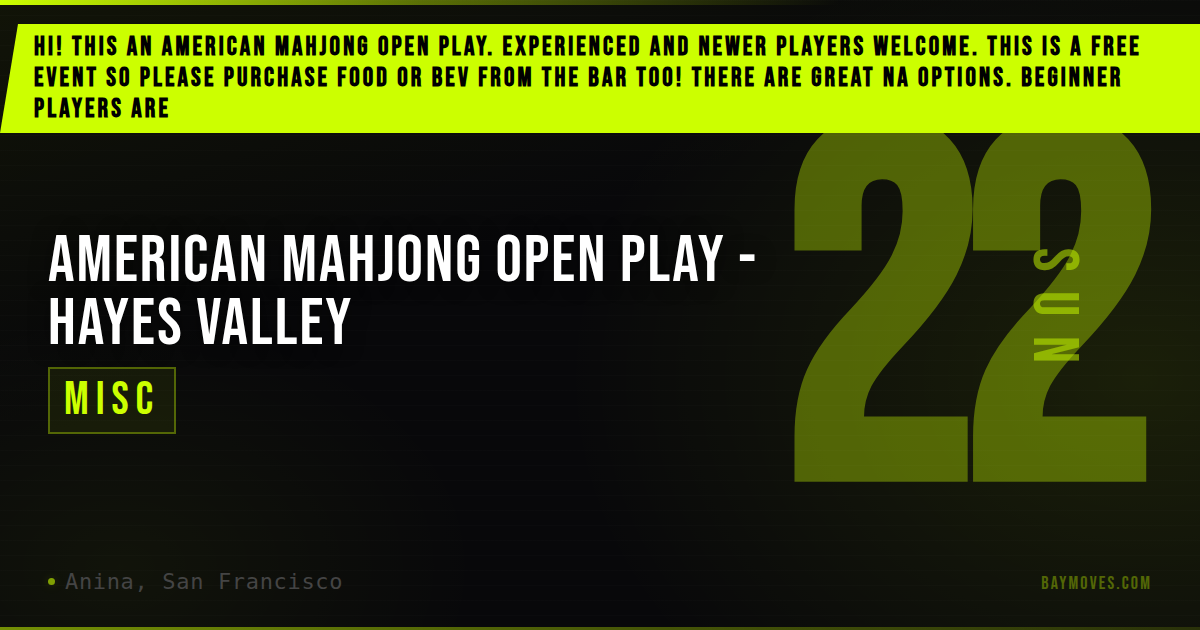 HI! THIS AN AMERICAN MAHJONG OPEN PLAY. EXPERIENCED AND NEWER PLAYERS WELCOME. THIS IS A FREE
EVENT SO PLEASE PURCHASE FOOD OR BEV FROM THE BAR TOO! THERE ARE GREAT NA OPTIONS. BEGINNER
PLAYERS ARE
22
SUN
AMERICAN MAHJONG OPEN PLAY -
HAYES VALLEY
MISC
Anina, San Francisco
BAYMOVES.COM